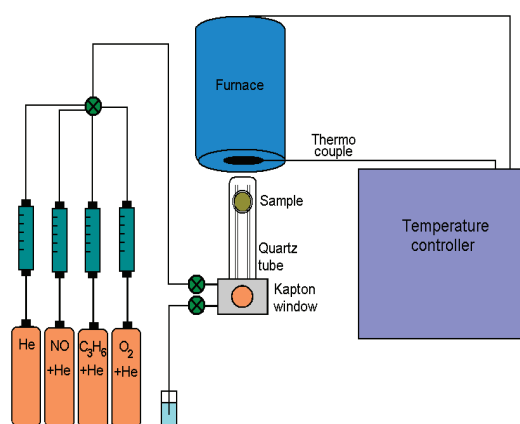 Furnace
Thermo
couple
Sample
Temperature
controller
Quartz
tube
Kapton
window
He
NO
+He
C₃H₆
+He
O₂
+He